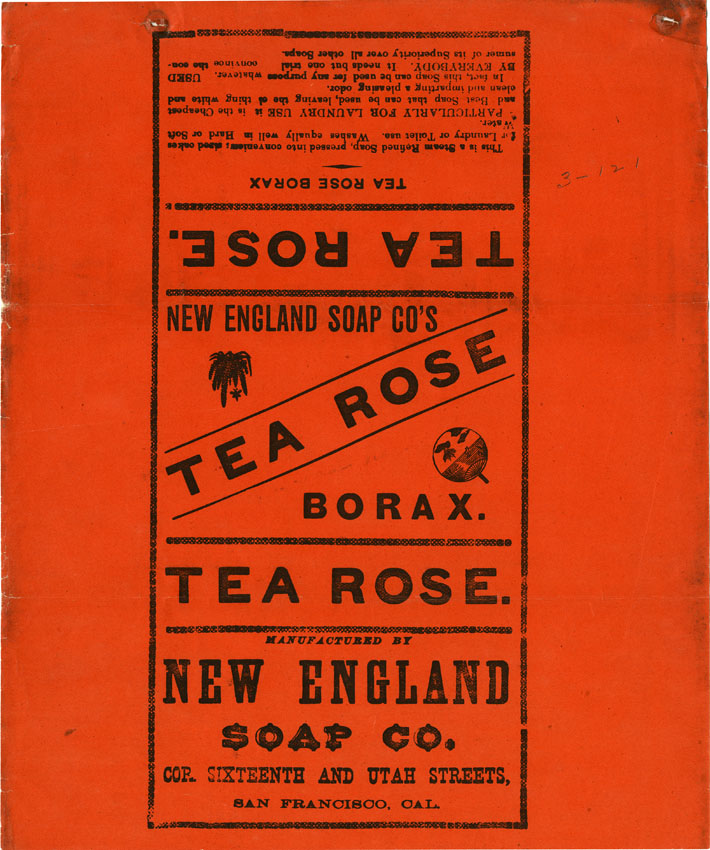 TEA ROSE BORAX
This is a Steam Refined Soap, pressed into convenient sized cakes
for Laundry or Toilet use. Washes equally well in Hard or Soft
Water.
PARTICULARLY FOR LAUNDRY USE it is the Cheapest
and Best Soap that can be used, leaving the cl thing white and
clean and imparting a pleasing odor.
In fact, this Soap can be used for any purpose whatever. USED
BY EVERYBODY. It needs but one trial convince the con-
sumer of its Superiority over all other Soaps.
3-121
TEA ROSE.
NEW ENGLAND SOAP CO'S
TEA ROSE
BORAX.
TEA ROSE.
MANUFACTURED BY
NEW ENGLAND
SOAP CO.
COR. SIXTEENTH AND UTAH STREETS,
SAN FRANCISCO, CAL.